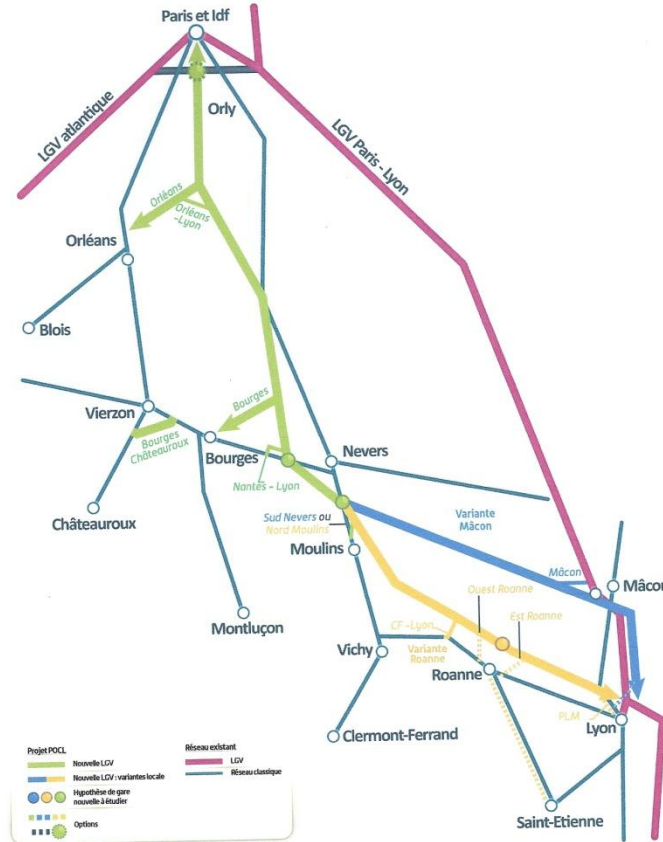 Paris et Idf
Orly
LGV atlantique
LGV Paris - Lyon
Orléans
Orléans
-Lyon
Orléans
Blois
Vierzon
Bourges
Bourges
Châteauroux
Bourges
Nevers
Nantes - Lyon
Châteauroux
Sud Nevers ou
Nord Moulins
Moulins
Variante
Mâcon
Mâcon
Mâcon
Montluçon
Ouest Roanne
Est Roanne
CF -Lyon
Variante
Roanne
Vichy
Roanne
PLM
Lyon
Clermont-Ferrand
Saint-Etienne
Projet POCL
Nouvelle LGV
Nouvelle LGV : variantes locale
Hypothèse de gare
nouvelle à étudier
Options
Réseau existant
LGV
Réseau classique